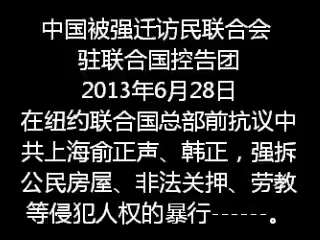 中国被强迁访民联合会
驻联合国控告团
2013年6月28日
在纽约联合国总部前抗议中
共上海俞正声、韩正，强拆
公民房屋、非法关押、劳教
等侵犯人权的暴行------。